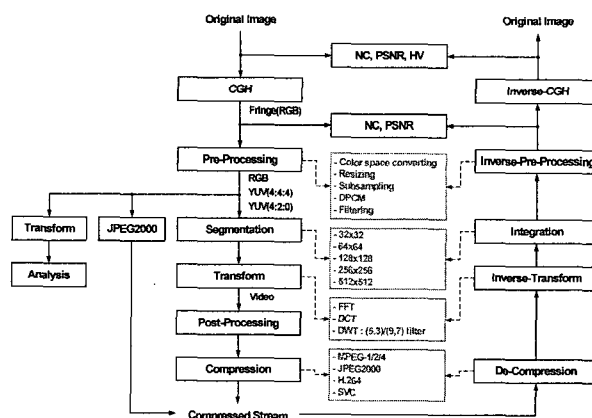 Original Image
Original Image
NC, PSNR, HV
CGH
Inverse-CGH
Fringe(RGB)
NC, PSNR
Pre-Processing
- Color space converting
- Resizing
- Subsampling
- DPCM
- Filtering
Inverse-Pre-Processing
RGB
YUV(4:4:4)
YUV(4:2:0)
Transform
JPEG2000
Segmentation
- 32x32
- 64x64
- 128x128
- 256x256
- 512x512
Integration
Analysis
Transform
Inverse-Transform
Video
- FFT
- DCT
- DWT : (5,3)/(9,7) filter
Post-Processing
Compression
- MPEG-1/2/4
- JPEG2000
- H.264
- SVC
De-Compression
Compressed Stream